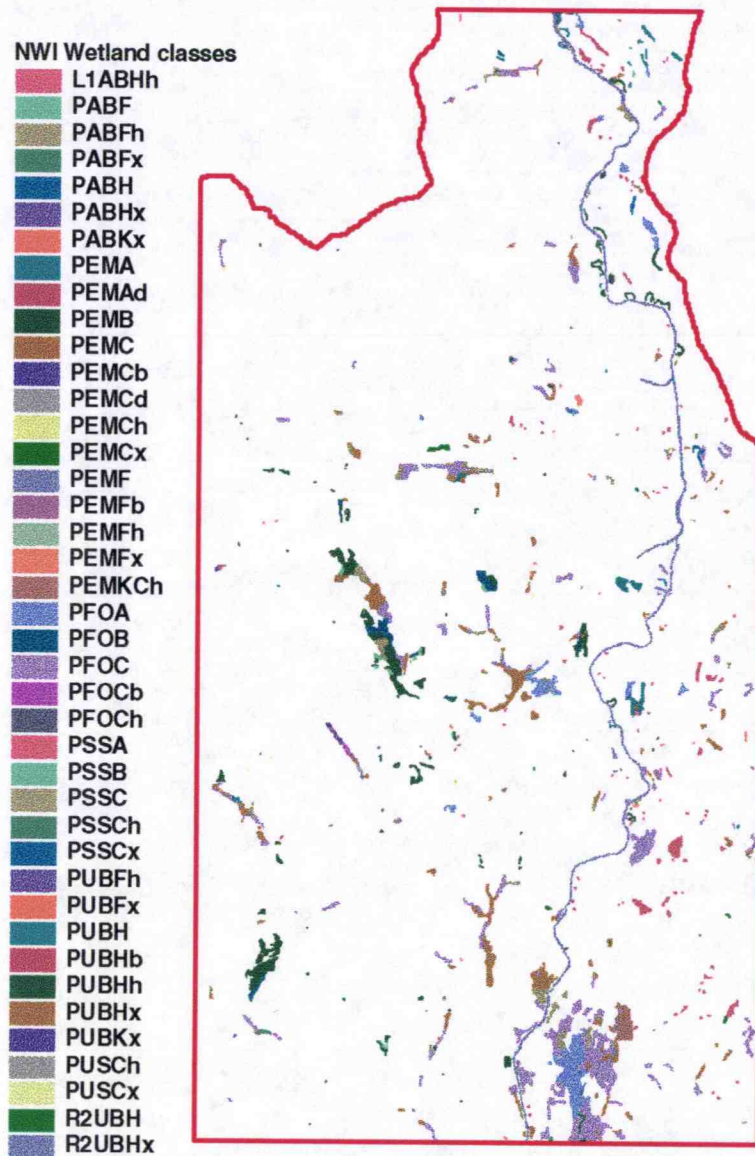 NWI Wetland classes
L1ABHh
PABF
PABFh
PABFx
PABH
PABHx
PABKx
PEMA
PEMAd
PEMB
PEMC
PEMCb
PEMCd
PEMCh
PEMCx
PEMF
PEMFb
PEMFh
PEMFx
PEMKCh
PFOA
PFOB
PFOC
PFOCb
PFOCh
PSSA
PSSB
PSSC
PSSCh
PSSCx
PUBFh
PUBFx
PUBH
PUBHb
PUBHh
PUBHx
PUBKx
PUSCh
PUSCx
R2UBH
R2UBHx